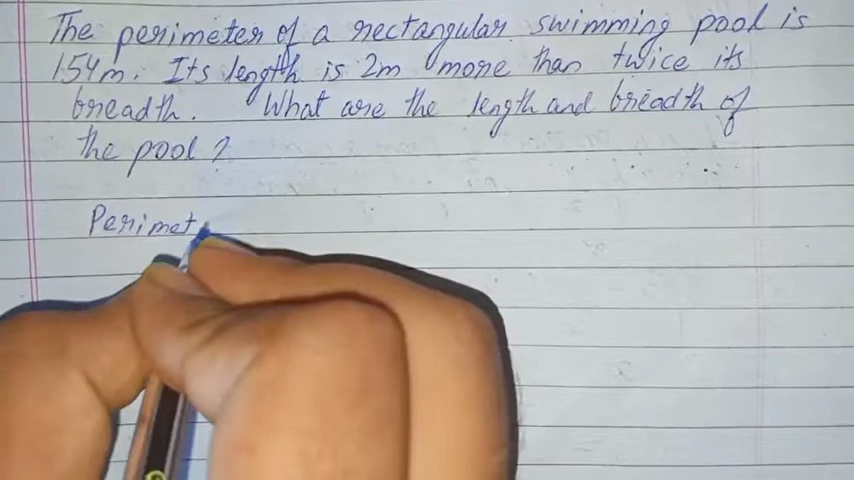 The perimeter of a rectangular swimming pool is
154m. Its length is 2m more than twice its
breadth. What are the length and breadth of
the pool ?
Perimet